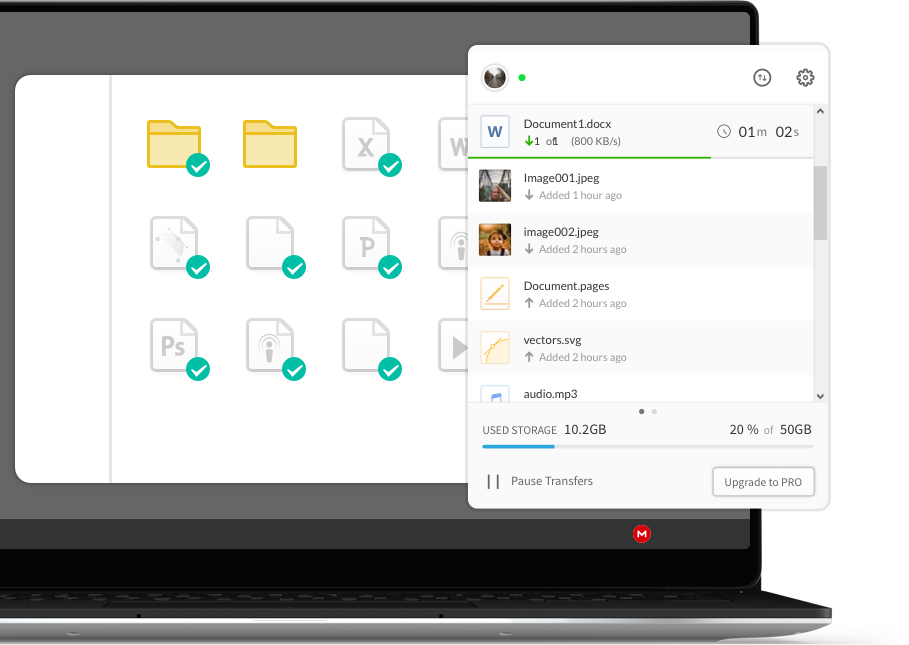 Document1.docx
1 of1 (800 KB/s)
01m 02s
Image001.jpeg
Added 1 hour ago
image002.jpeg
Added 2 hours ago
Document.pages
Added 2 hours ago
vectors.svg
Added 2 hours ago
audio.mp3
USED STORAGE 10.2GB
20 % of 50GB
Pause Transfers
Upgrade to PRO
X
W
W
P
Ps
M